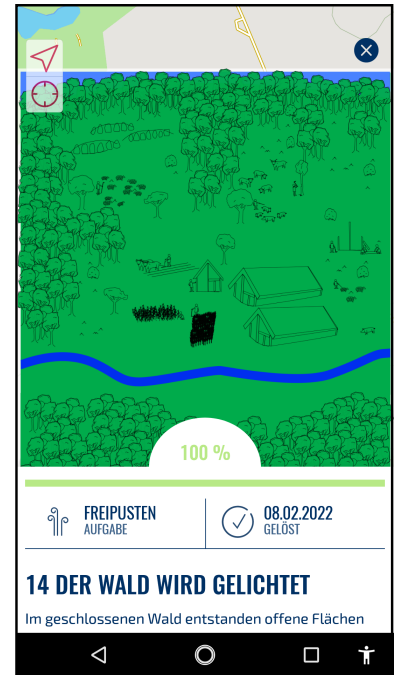 100 %
FREIPUSTEN
AUFGABE
08.02.2022
GELÖST
14 DER WALD WIRD GELICHTET
Im geschlossenen Wald entstanden offene Flächen